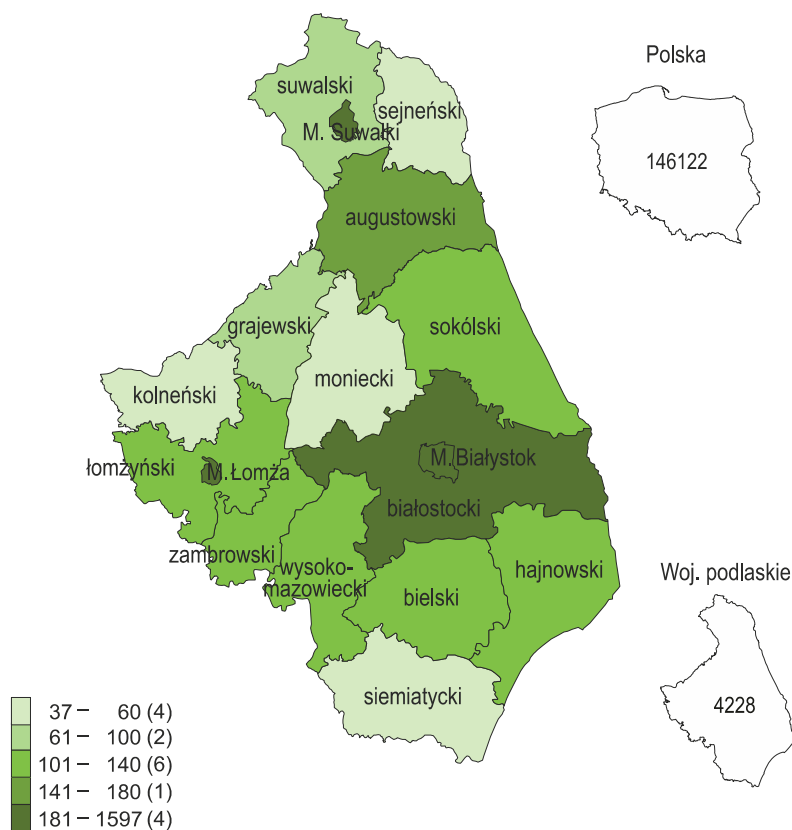 Polska
146122
suwalski
sejneński
M. Suwałki
augustowski
grajewski
sokólski
kolneński
moniecki
łomżyński
M. Łomża
M. Białystok
białostocki
zambrowski
wysoko-
mazowiecki
bielski
hajnowski
siemiatycki
Woj. podlaskie
4228
37 – 60 (4)
61 – 100 (2)
101 – 140 (6)
141 – 180 (1)
181 – 1597 (4)